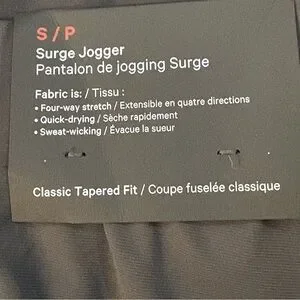 S / P
Surge Jogger
Pantalon de jogging Surge
Fabric is: / Tissu :
• Four-way stretch / Extensible en quatre directions
• Quick-drying / Sèche rapidement
• Sweat-wicking / Évacue la sueur
Classic Tapered Fit / Coupe fuselée classique